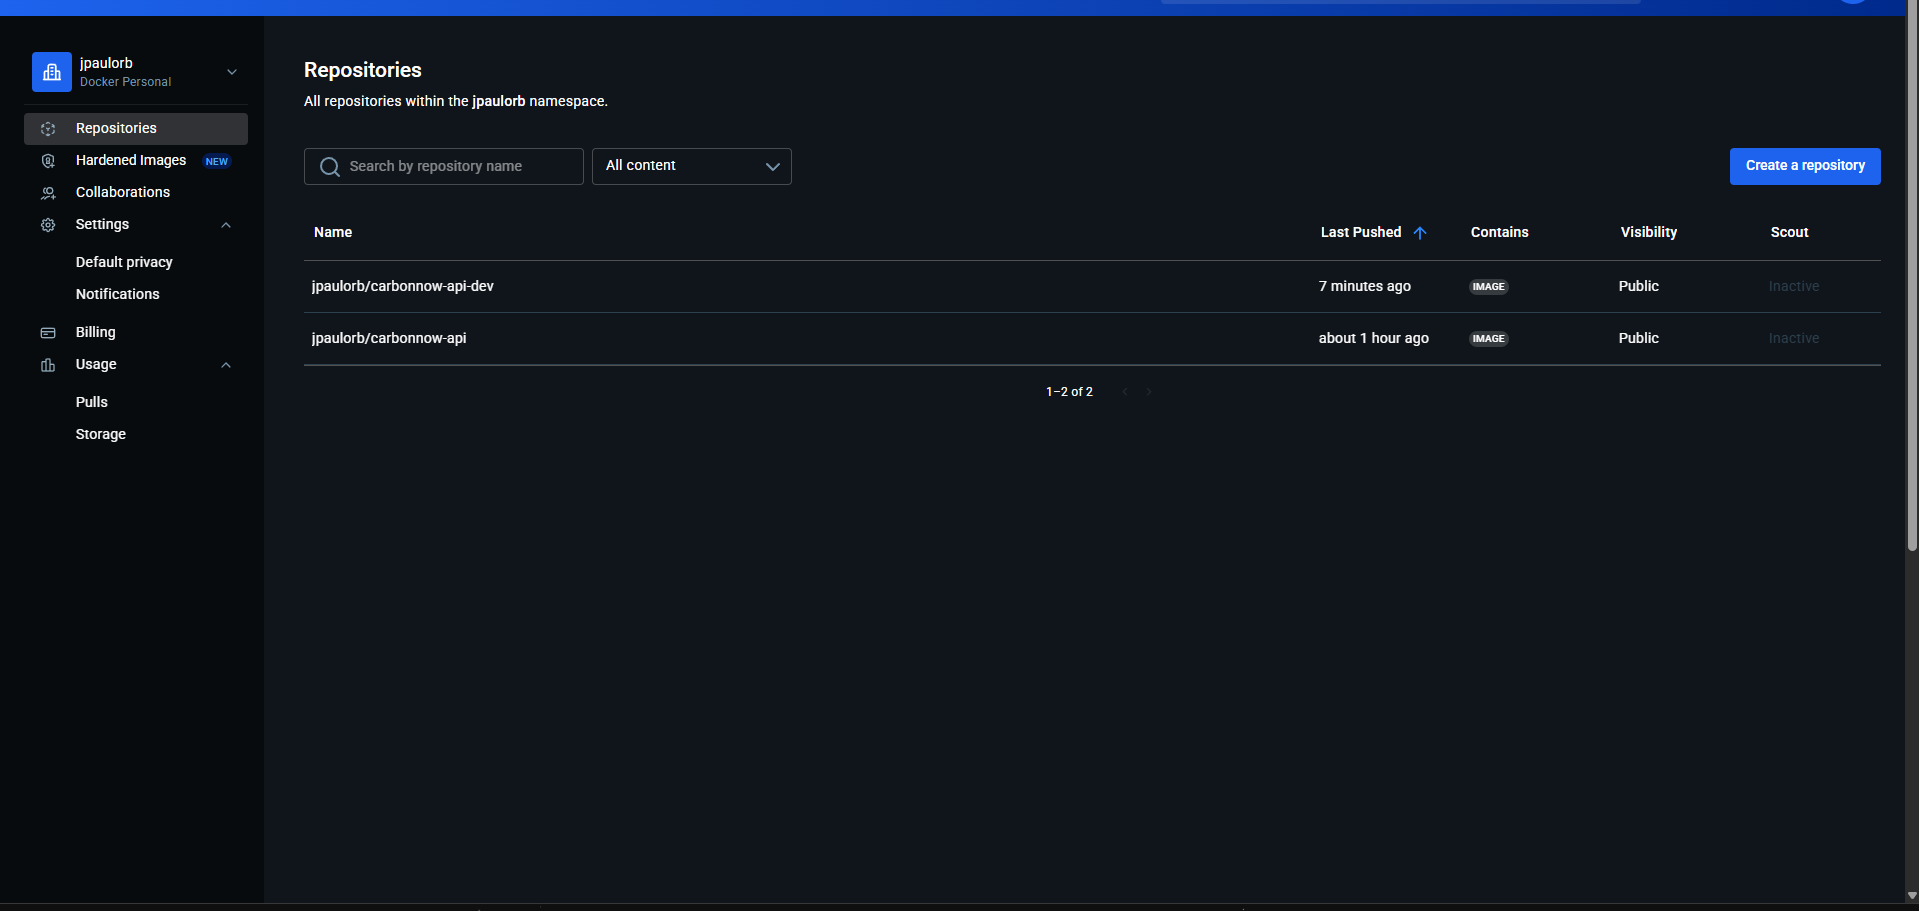 jpaulorb
Docker Personal
Repositories
Hardened Images NEW
Collaborations
Settings
Default privacy
Notifications
Billing
Usage
Pulls
Storage
Repositories
All repositories within the jpaulorb namespace.
Search by repository name
All content
Create a repository
Name Last Pushed Contains Visibility Scout
jpaulorb/carbonnow-api-dev 7 minutes ago IMAGE Public Inactive
jpaulorb/carbonnow-api about 1 hour ago IMAGE Public Inactive
1–2 of 2